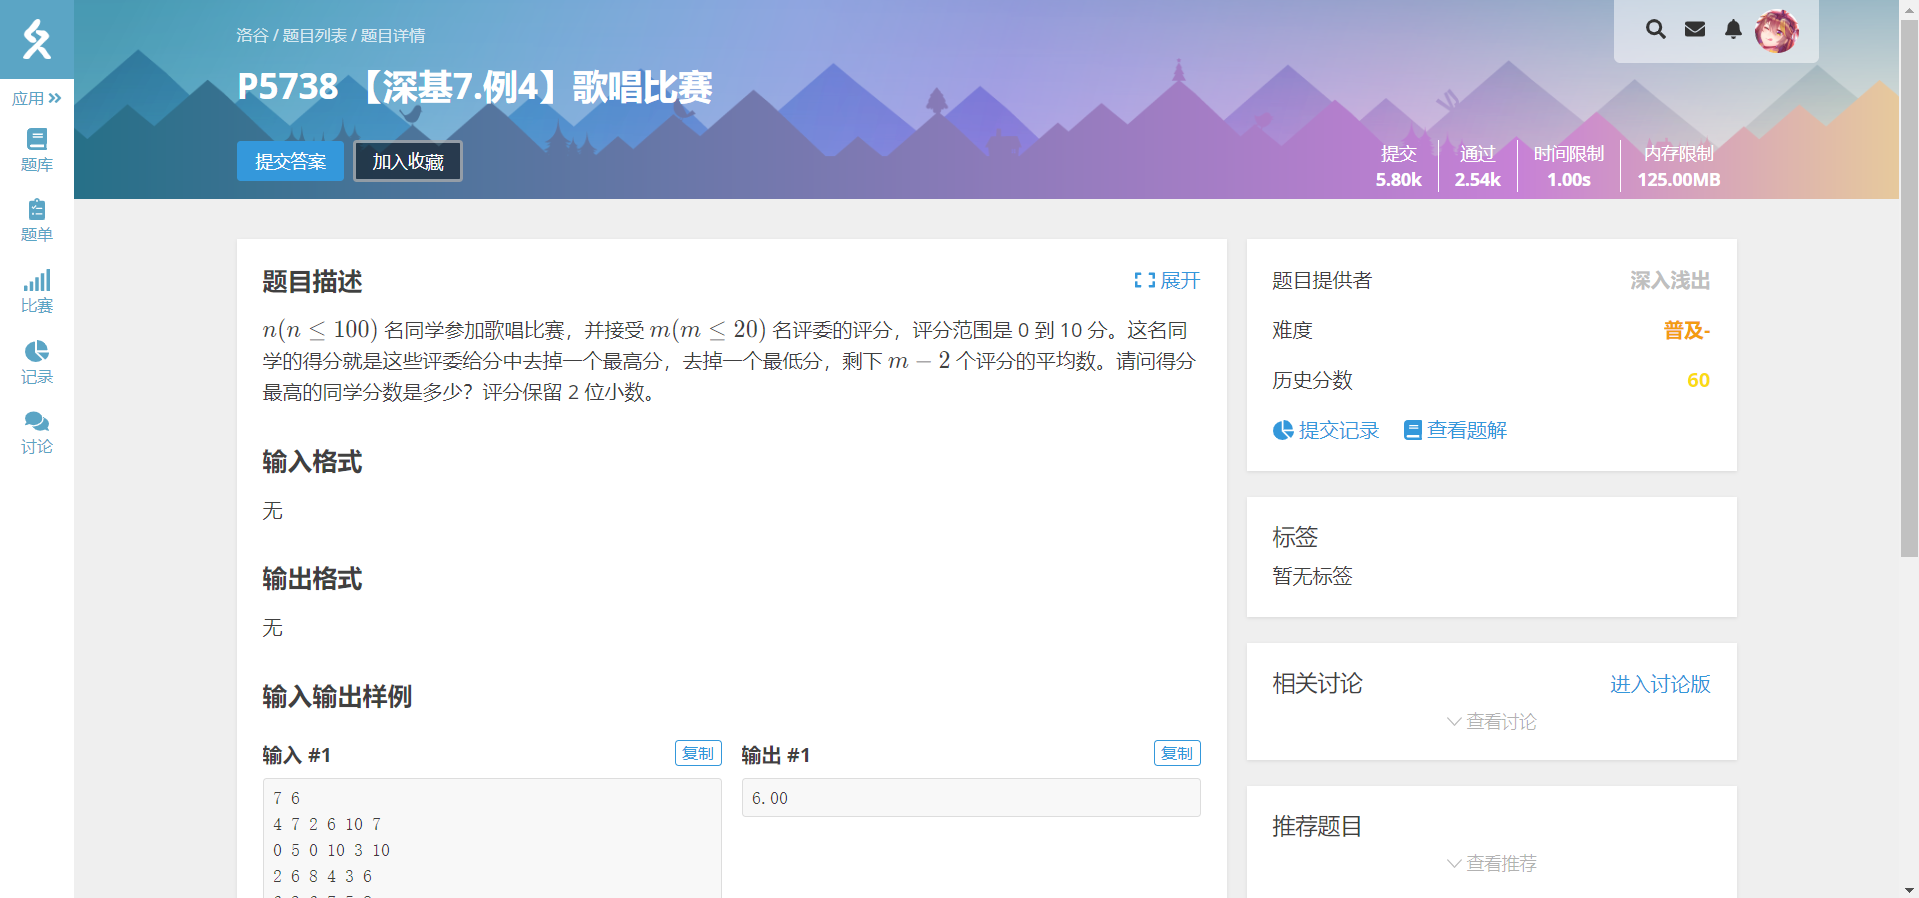 洛谷 / 题目列表 / 题目详情
P5738 【深基7.例4】歌唱比赛
提交答案 加入收藏
提交 通过 时间限制 内存限制
5.80k 2.54k 1.00s 125.00MB
应用
题库
题单
比赛
记录
讨论
题目描述
展开
n(n ≤ 100) 名同学参加歌唱比赛，并接受 m(m ≤ 20) 名评委的评分，评分范围是 0 到 10 分。这名同
学的得分就是这些评委给分中去掉一个最高分，去掉一个最低分，剩下 m − 2 个评分的平均数。请问得分
最高的同学分数是多少？评分保留 2 位小数。
输入格式
无
输出格式
无
输入输出样例
输入 #1 复制
7 6
4 7 2 6 10 7
0 5 0 10 3 10
2 6 8 4 3 6
输出 #1 复制
6.00
题目提供者 深入浅出
难度 普及-
历史分数 60
提交记录 查看题解
标签
暂无标签
相关讨论 进入讨论版
查看讨论
推荐题目
查看推荐